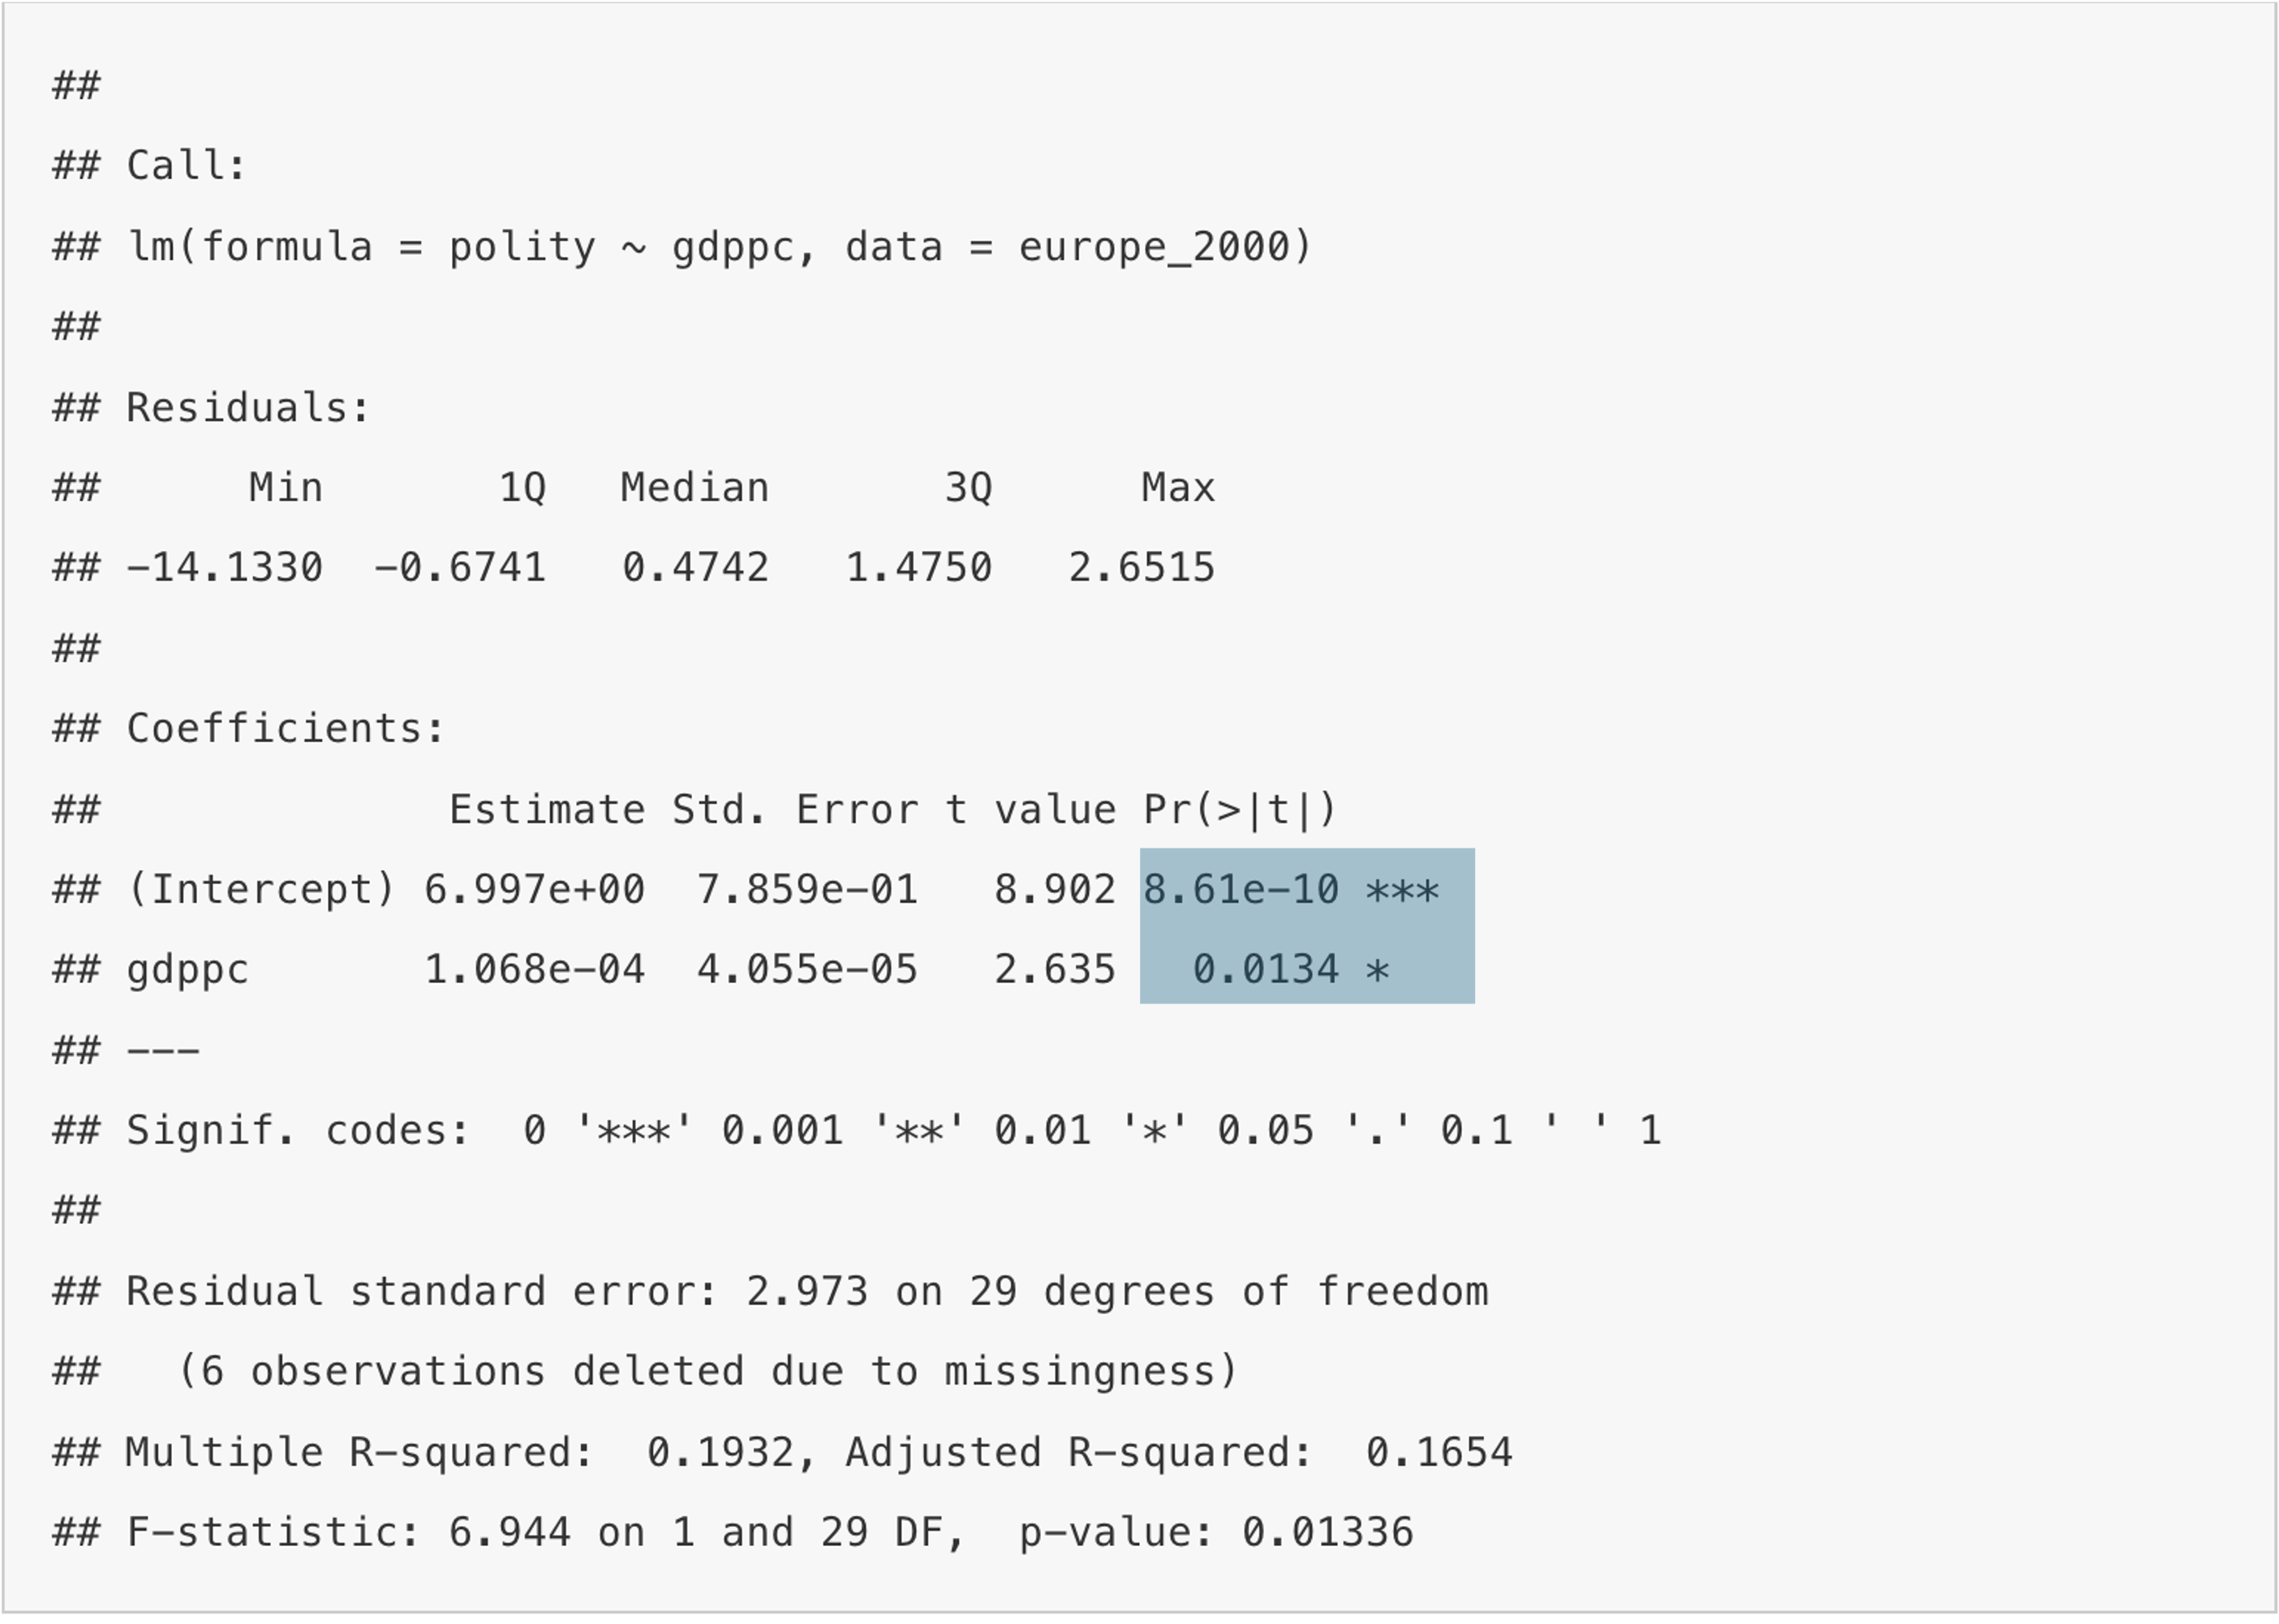 ##
## Call:
## lm(formula = polity ~ gdppc, data = europe_2000)
##
## Residuals:
##      Min       1Q   Median       3Q      Max
## -14.1330  -0.6741   0.4742   1.4750   2.6515
##
## Coefficients:
##              Estimate Std. Error t value Pr(>|t|)
## (Intercept) 6.997e+00  7.859e-01   8.902 8.61e-10 ***
## gdppc       1.068e-04  4.055e-05   2.635   0.0134 *
## ---
## Signif. codes:  0 '***' 0.001 '**' 0.01 '*' 0.05 '.' 0.1 ' ' 1
##
## Residual standard error: 2.973 on 29 degrees of freedom
##   (6 observations deleted due to missingness)
## Multiple R-squared:  0.1932, Adjusted R-squared:  0.1654
## F-statistic: 6.944 on 1 and 29 DF,  p-value: 0.01336